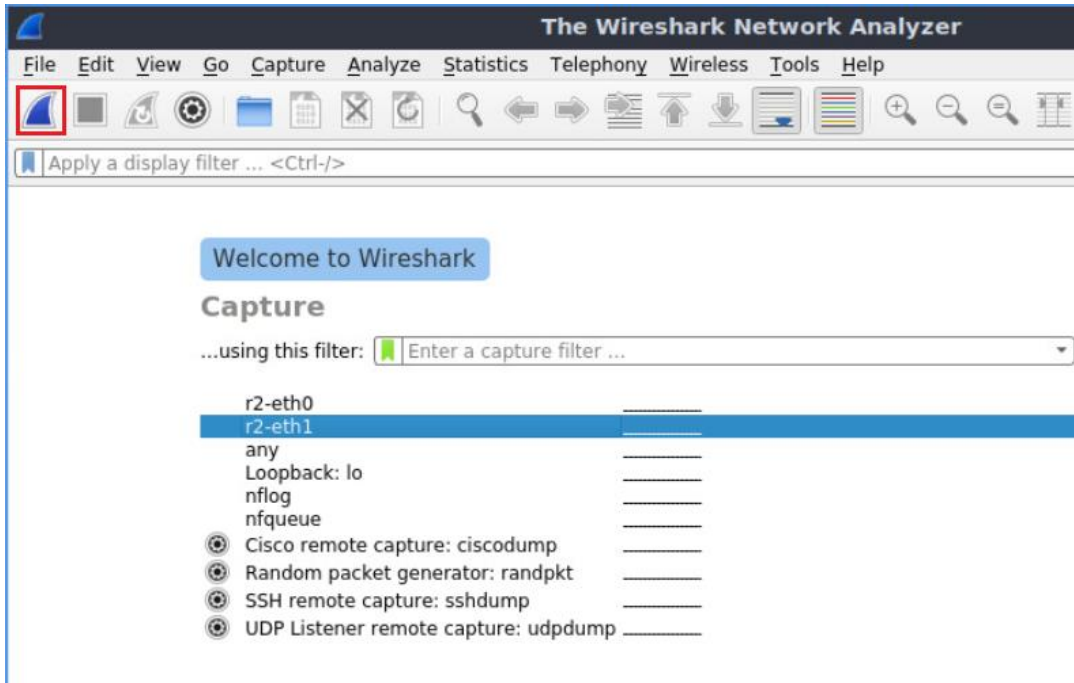 The Wireshark Network Analyzer
File Edit View Go Capture Analyze Statistics Telephony Wireless Tools Help
Apply a display filter ... <Ctrl-/>
Welcome to Wireshark
Capture
...using this filter: Enter a capture filter ...
r2-eth0
r2-eth1
any
Loopback: lo
nflog
nfqueue
Cisco remote capture: ciscodump
Random packet generator: randpkt
SSH remote capture: sshdump
UDP Listener remote capture: udpdump